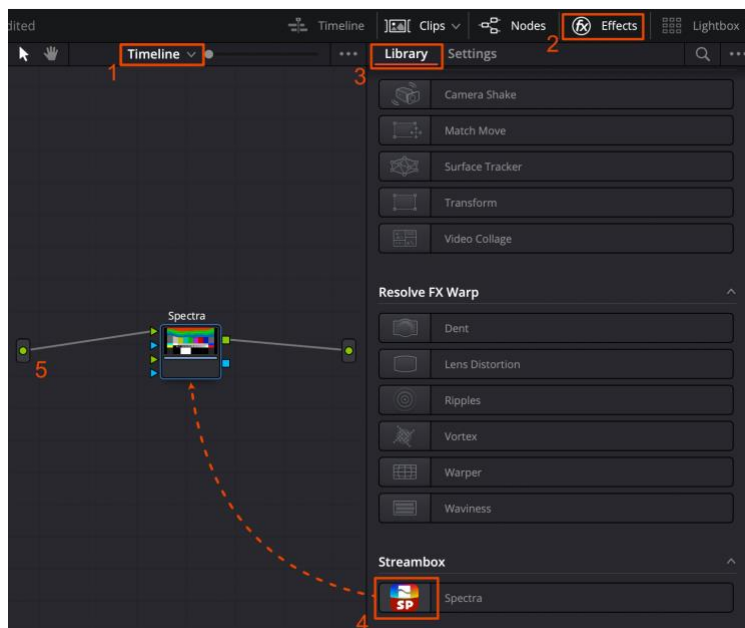 dited
Timeline
Clips
Nodes
2
Effects
Lightbox
Timeline
1
3
Library
Settings
Camera Shake
Match Move
Surface Tracker
Transform
Video Collage
Resolve FX Warp
Spectra
Dent
5
Lens Distortion
Ripples
Vortex
Warper
Waviness
Streambox
SP
Spectra
4